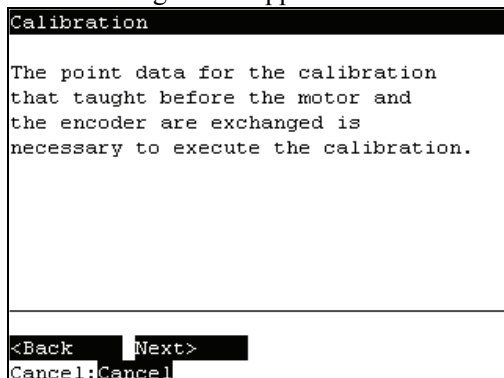 Calibration
The point data for the calibration
that taught before the motor and
the encoder are exchanged is
necessary to execute the calibration.
<Back Next>
Cancel:Cancel